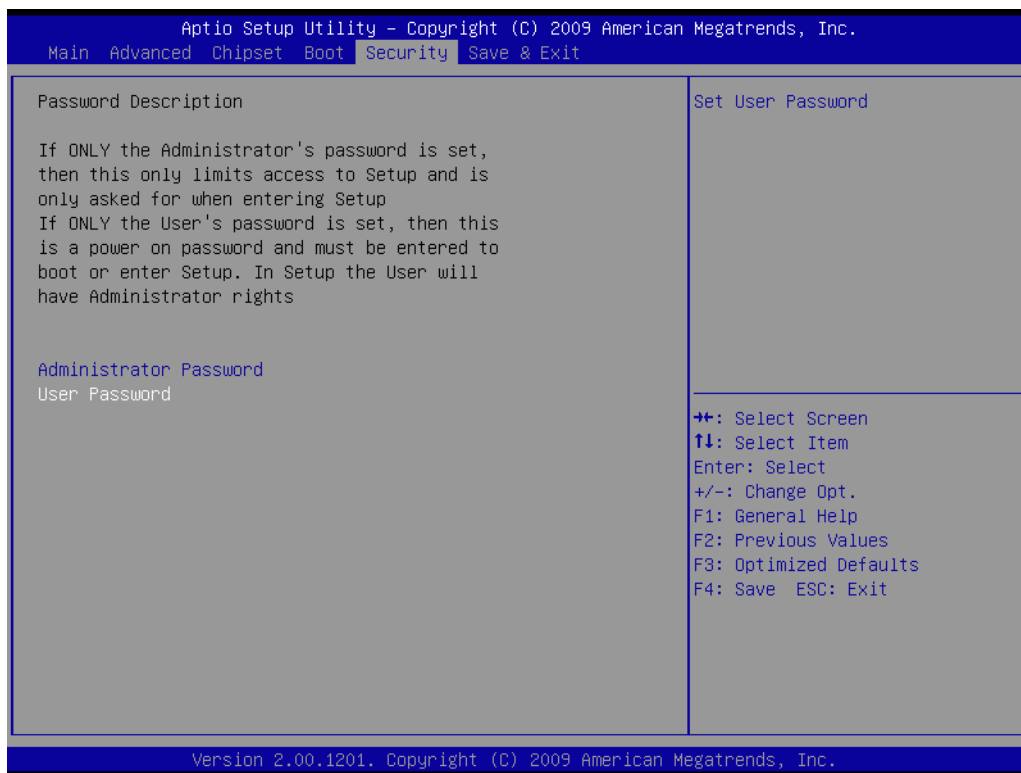 Aptio Setup Utility – Copyright (C) 2009 American Megatrends, Inc.
Main Advanced Chipset Boot Security Save & Exit
Password Description
If ONLY the Administrator's password is set,
then this only limits access to Setup and is
only asked for when entering Setup
If ONLY the User's password is set, then this
is a power on password and must be entered to
boot or enter Setup. In Setup the User will
have Administrator rights
Administrator Password
User Password
Set User Password
→←: Select Screen
↑↓: Select Item
Enter: Select
+/-: Change Opt.
F1: General Help
F2: Previous Values
F3: Optimized Defaults
F4: Save ESC: Exit
Version 2.00.1201. Copyright (C) 2009 American Megatrends, Inc.